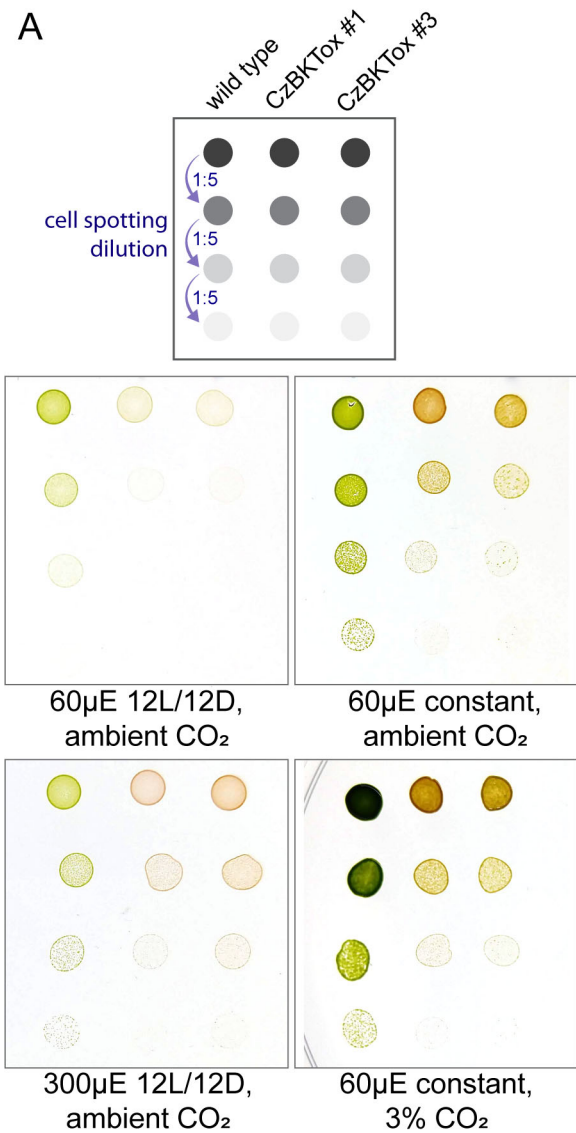 A
wild type
CzBKTox #1
CzBKTox #3
cell spotting
dilution
1:5
1:5
1:5
60µE 12L/12D,
ambient CO₂
60µE constant,
ambient CO₂
300µE 12L/12D,
ambient CO₂
60µE constant,
3% CO₂